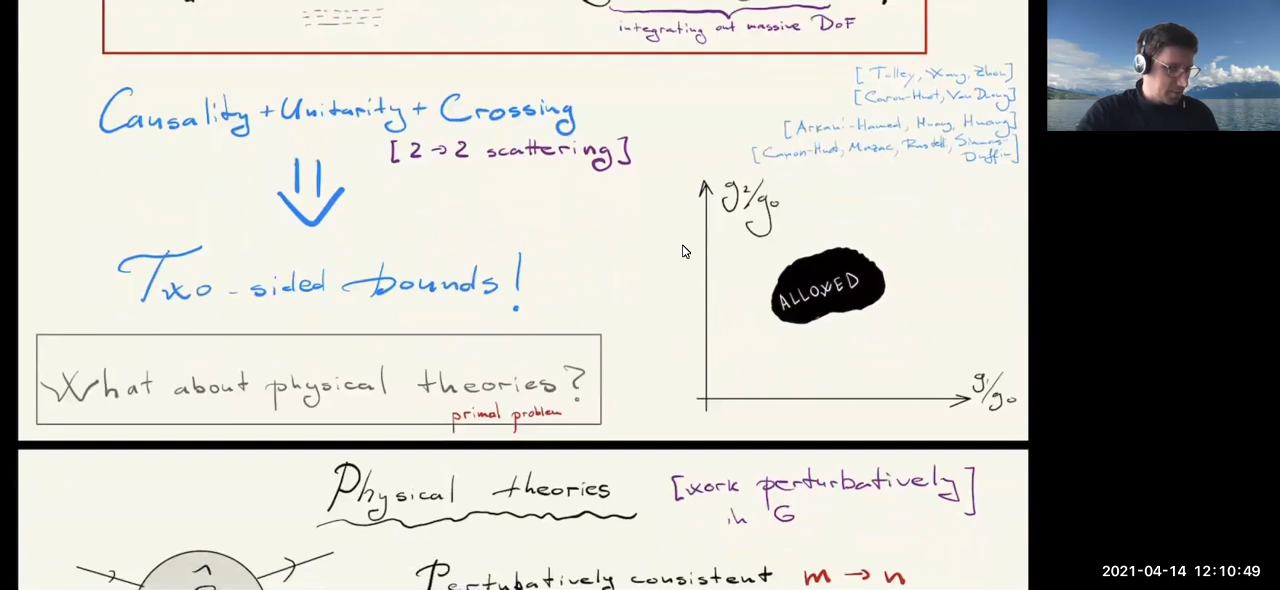 integrating out massive DoF
[Tolley, Wang, Zhou]
[Caron-Huot, Van Duong]
[Arkani-Hamed, Huang, Huang]
[Caron-Huot, Mazac, Rastelli, Simmons-
Duffin]
Causality + Unitarity + Crossing
[2 → 2 scattering]
g²/g₀
Two-sided bounds!
ALLOWED
What about physical theories?
primal problem
g¹/g₀
Physical theories [work perturbatively]
in G
Pertubatively consistent m → n
2021-04-14 12:10:49